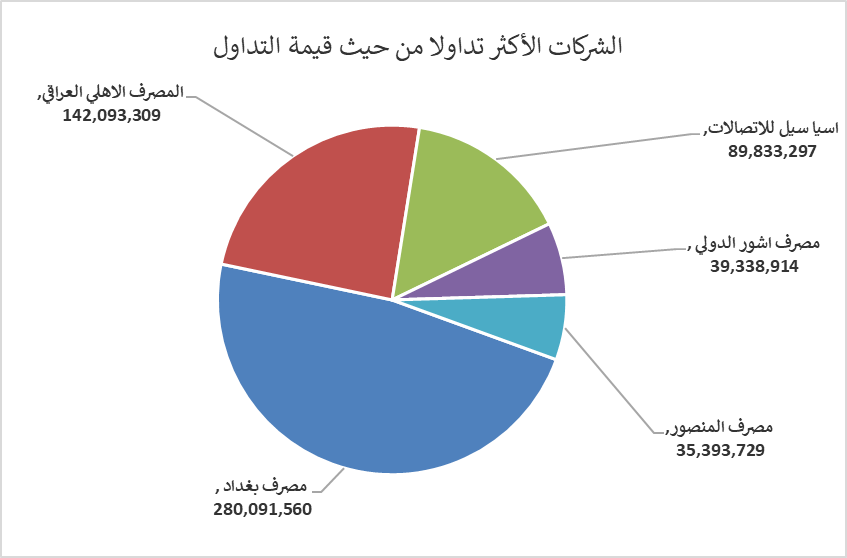 الشركات الأكثر تداولا من حيث قيمة التداول
المصرف الاهلي العراقي,
142,093,309
اسيا سيل للاتصالات,
89,833,297
مصرف اشور الدولي ,
39,338,914
مصرف المنصور,
35,393,729
مصرف بغداد ,
280,091,560